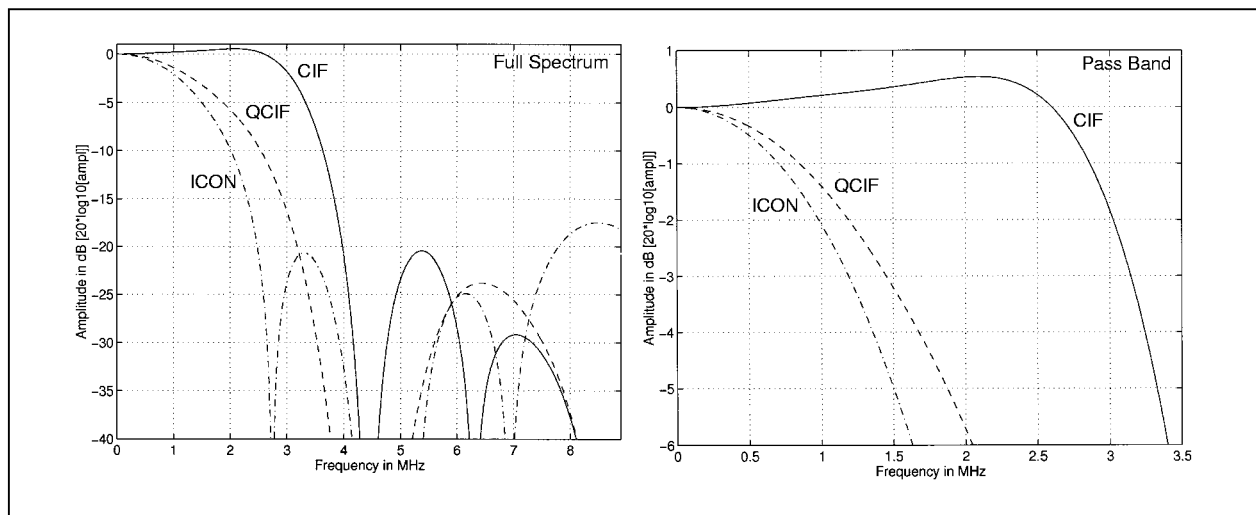 Full Spectrum
CIF
QCIF
ICON
Amplitude in dB [20*log10[ampl]]
0
−5
−10
−15
−20
−25
−30
−35
−40
0 1 2 3 4 5 6 7 8
Frequency in MHz
Pass Band
CIF
QCIF
ICON
Amplitude in dB [20*log10[ampl]]
1
0
−1
−2
−3
−4
−5
−6
0 0.5 1 1.5 2 2.5 3 3.5
Frequency in MHz